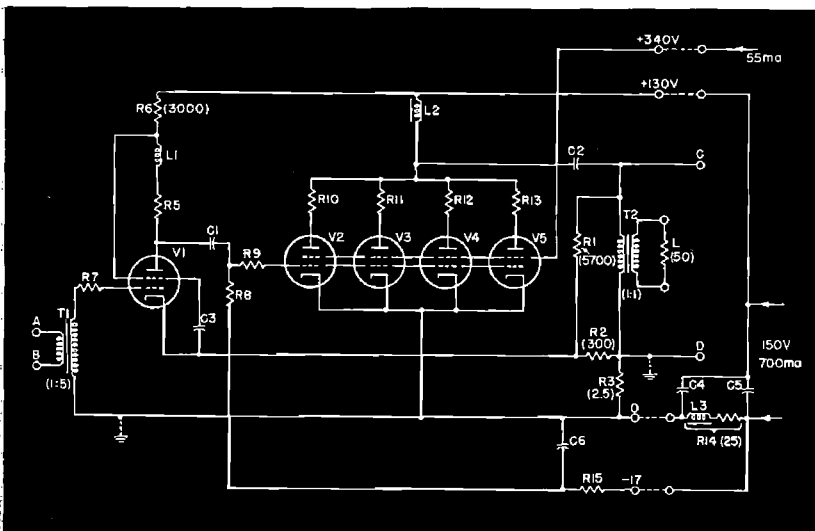 +340V
55ma
+130V
R6
(3000)
L2
L1
C2
C
R5
R10
R11
R12
R13
T2
C1
V1
V2
V3
V4
V5
R1
(5700)
L
(50)
R9
R7
R8
(1:1)
T1
A
C3
B
R2
(300)
D
150V
700ma
(1:5)
R3
(2.5)
C4
C5
O
L3
R14 (25)
C6
R15
-17